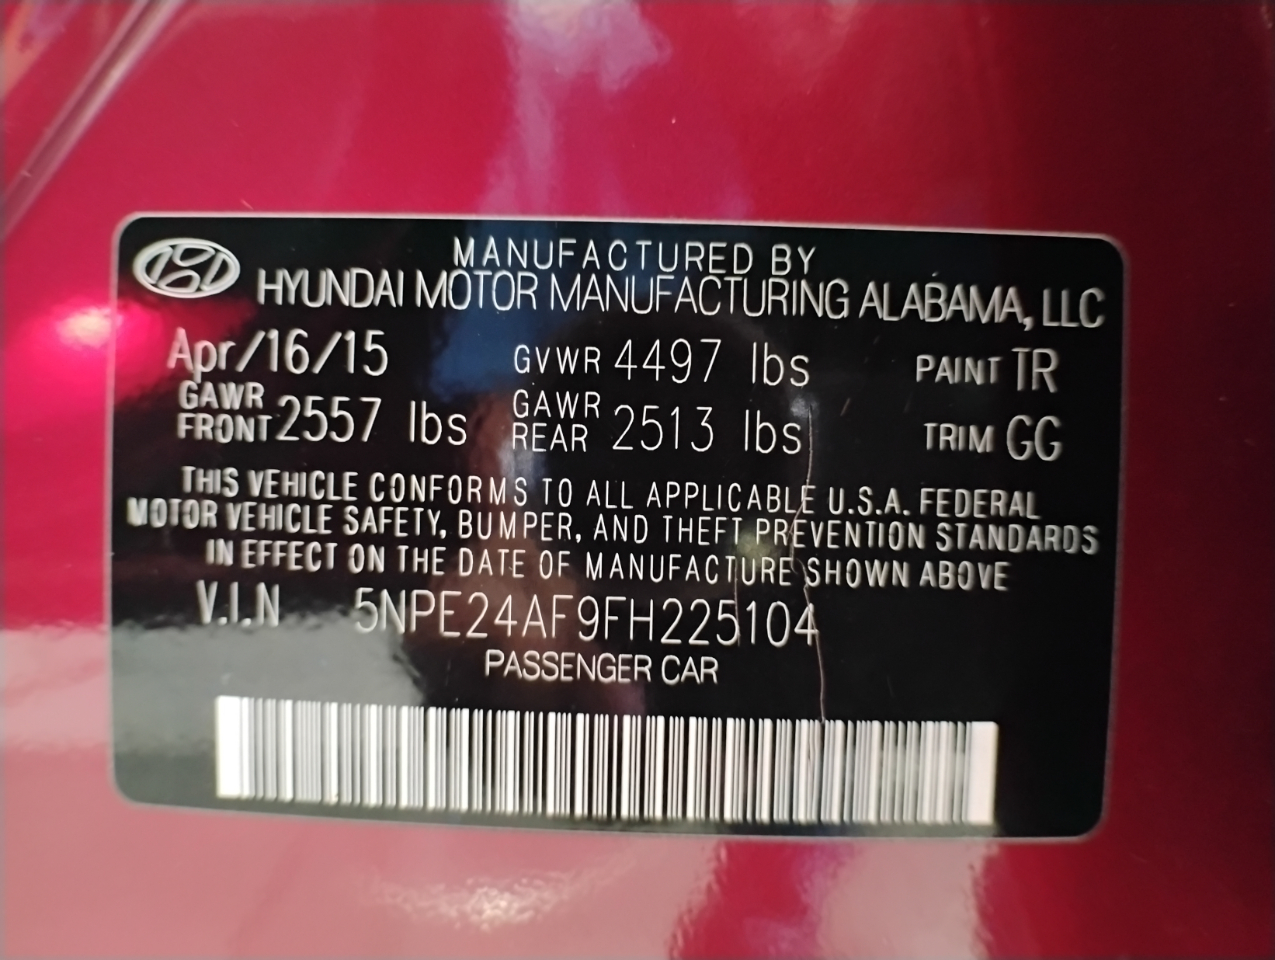 MANUFACTURED BY
HYUNDAI MOTOR MANUFACTURING ALABAMA, LLC
Apr/16/15 GVWR 4497 lbs PAINT TR
GAWR FRONT 2557 lbs GAWR REAR 2513 lbs TRIM GG
THIS VEHICLE CONFORMS TO ALL APPLICABLE U.S.A. FEDERAL
MOTOR VEHICLE SAFETY, BUMPER, AND THEFT PREVENTION STANDARDS
IN EFFECT ON THE DATE OF MANUFACTURE SHOWN ABOVE
V.I.N 5NPE24AF9FH225104
PASSENGER CAR